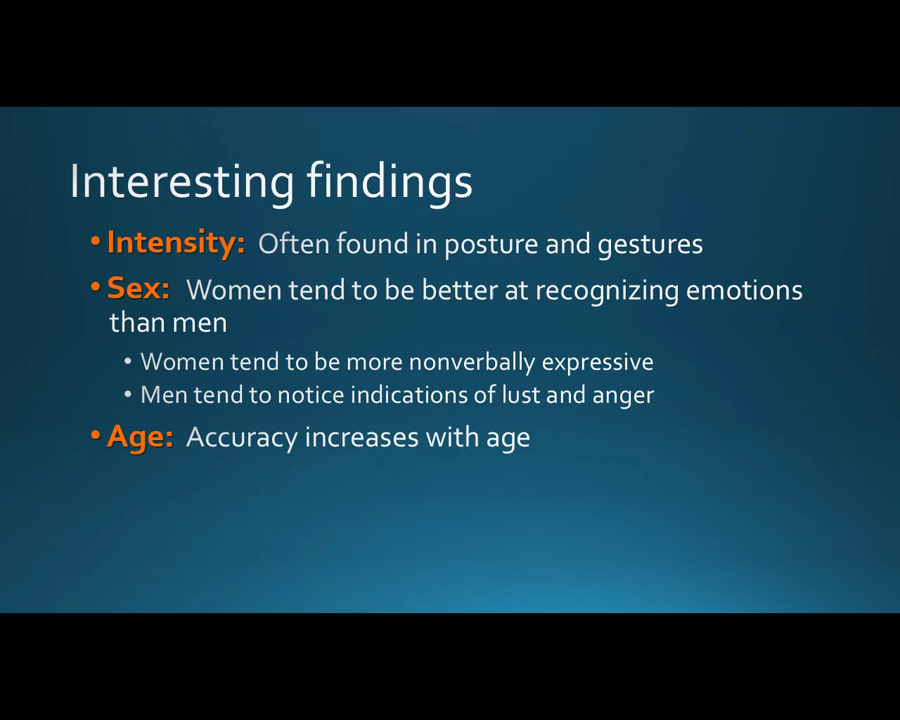 Interesting findings
• Intensity: Often found in posture and gestures
• Sex: Women tend to be better at recognizing emotions
than men
• Women tend to be more nonverbally expressive
• Men tend to notice indications of lust and anger
• Age: Accuracy increases with age